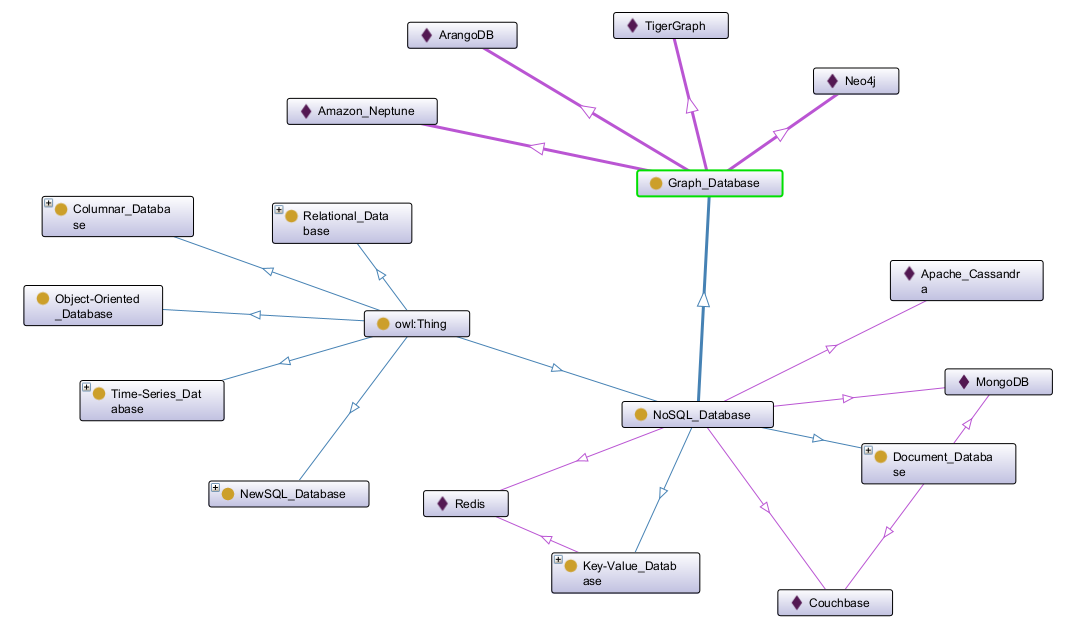 ArangoDB
TigerGraph
Neo4j
Amazon_Neptune
Graph_Database
Columnar_Databa
se
Relational_Data
base
Apache_Cassandr
a
Object-Oriented
_Database
owl:Thing
Time-Series_Dat
abase
MongoDB
NoSQL_Database
Document_Databa
se
NewSQL_Database
Redis
Key-Value_Datab
ase
Couchbase